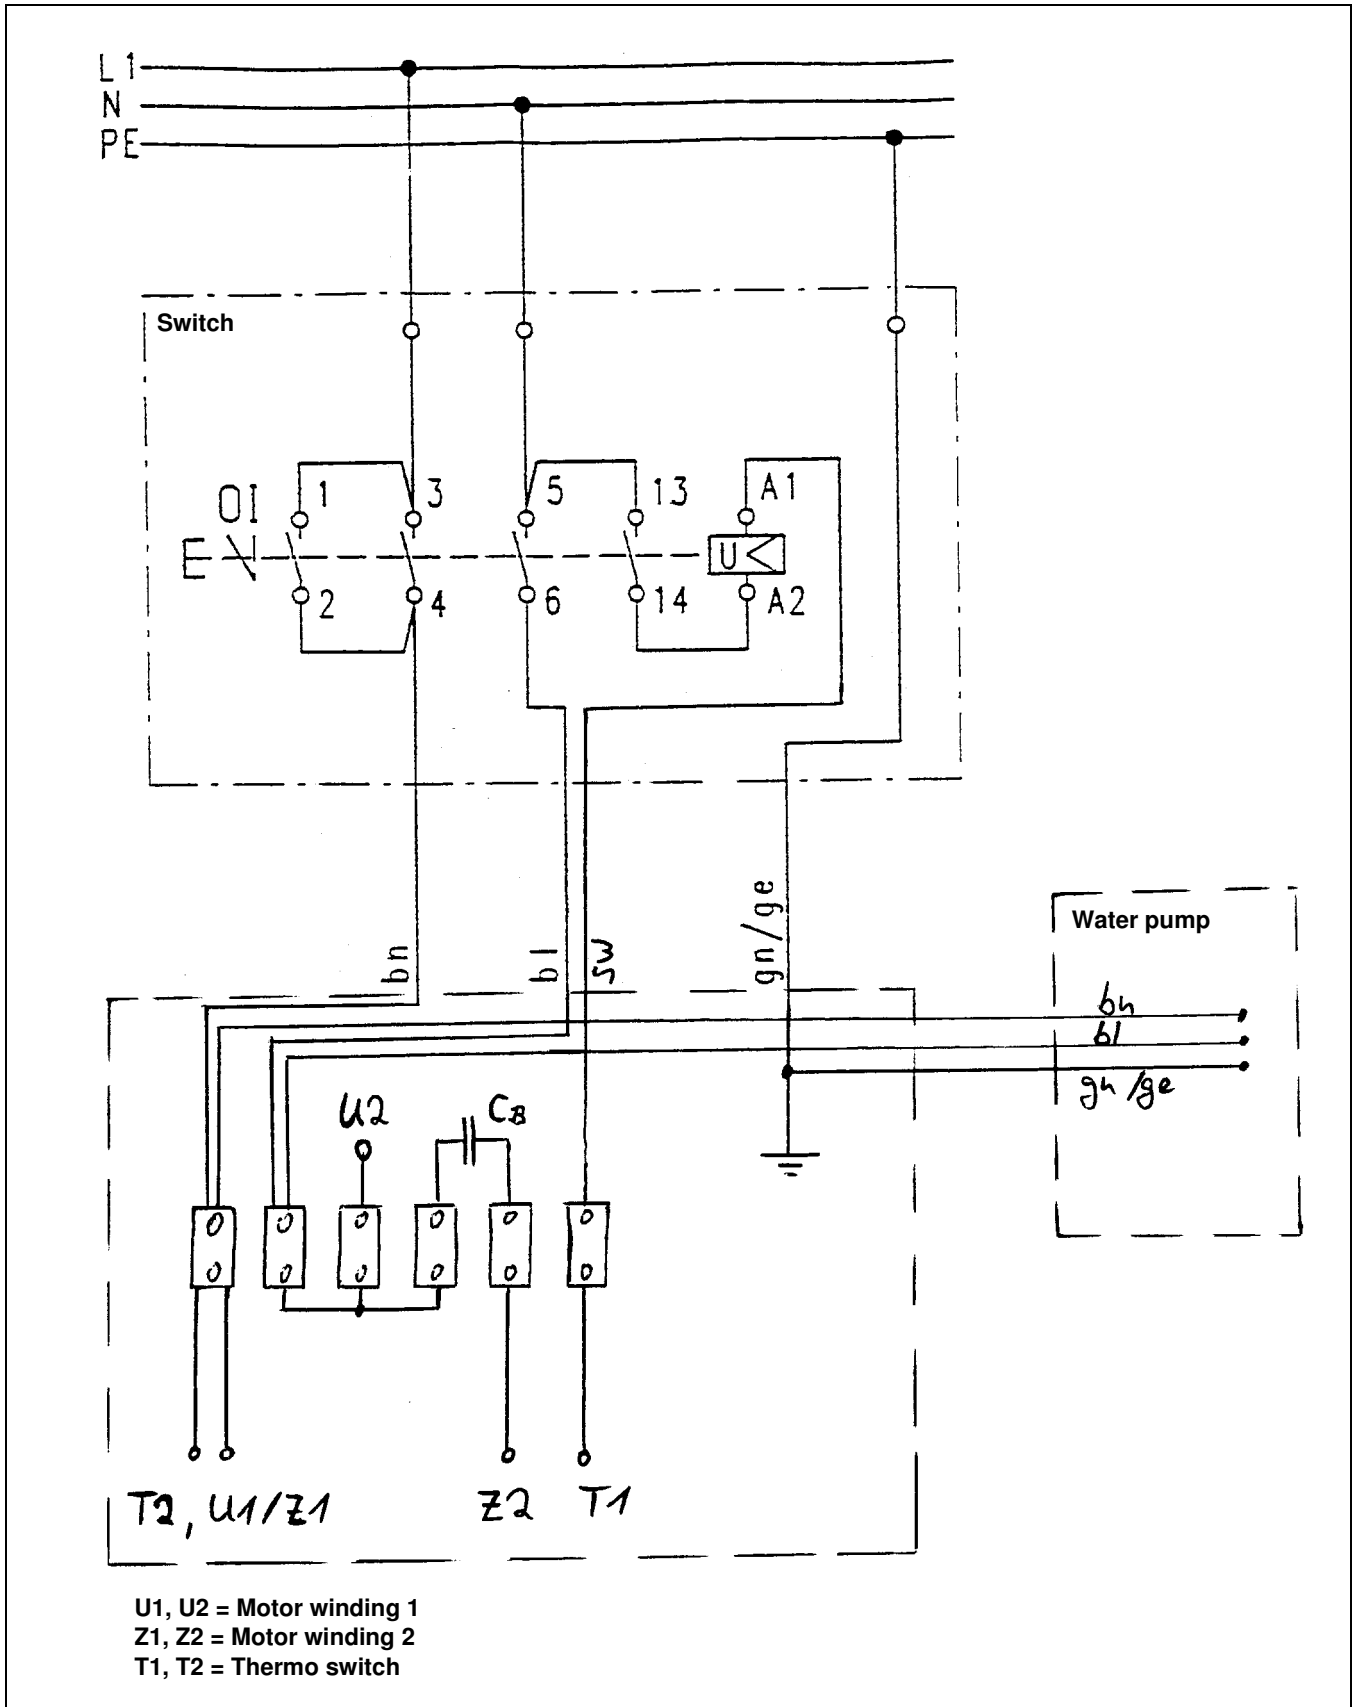 L1
N
PE
Switch
OI
1
3
5
13
A1
U<
2
4
6
14
A2
bn
bl
sw
gn/ge
Water pump
bn
bl
gn/ge
U2
CB
T2, U1/Z1
Z2
T1
U1, U2 = Motor winding 1
Z1, Z2 = Motor winding 2
T1, T2 = Thermo switch